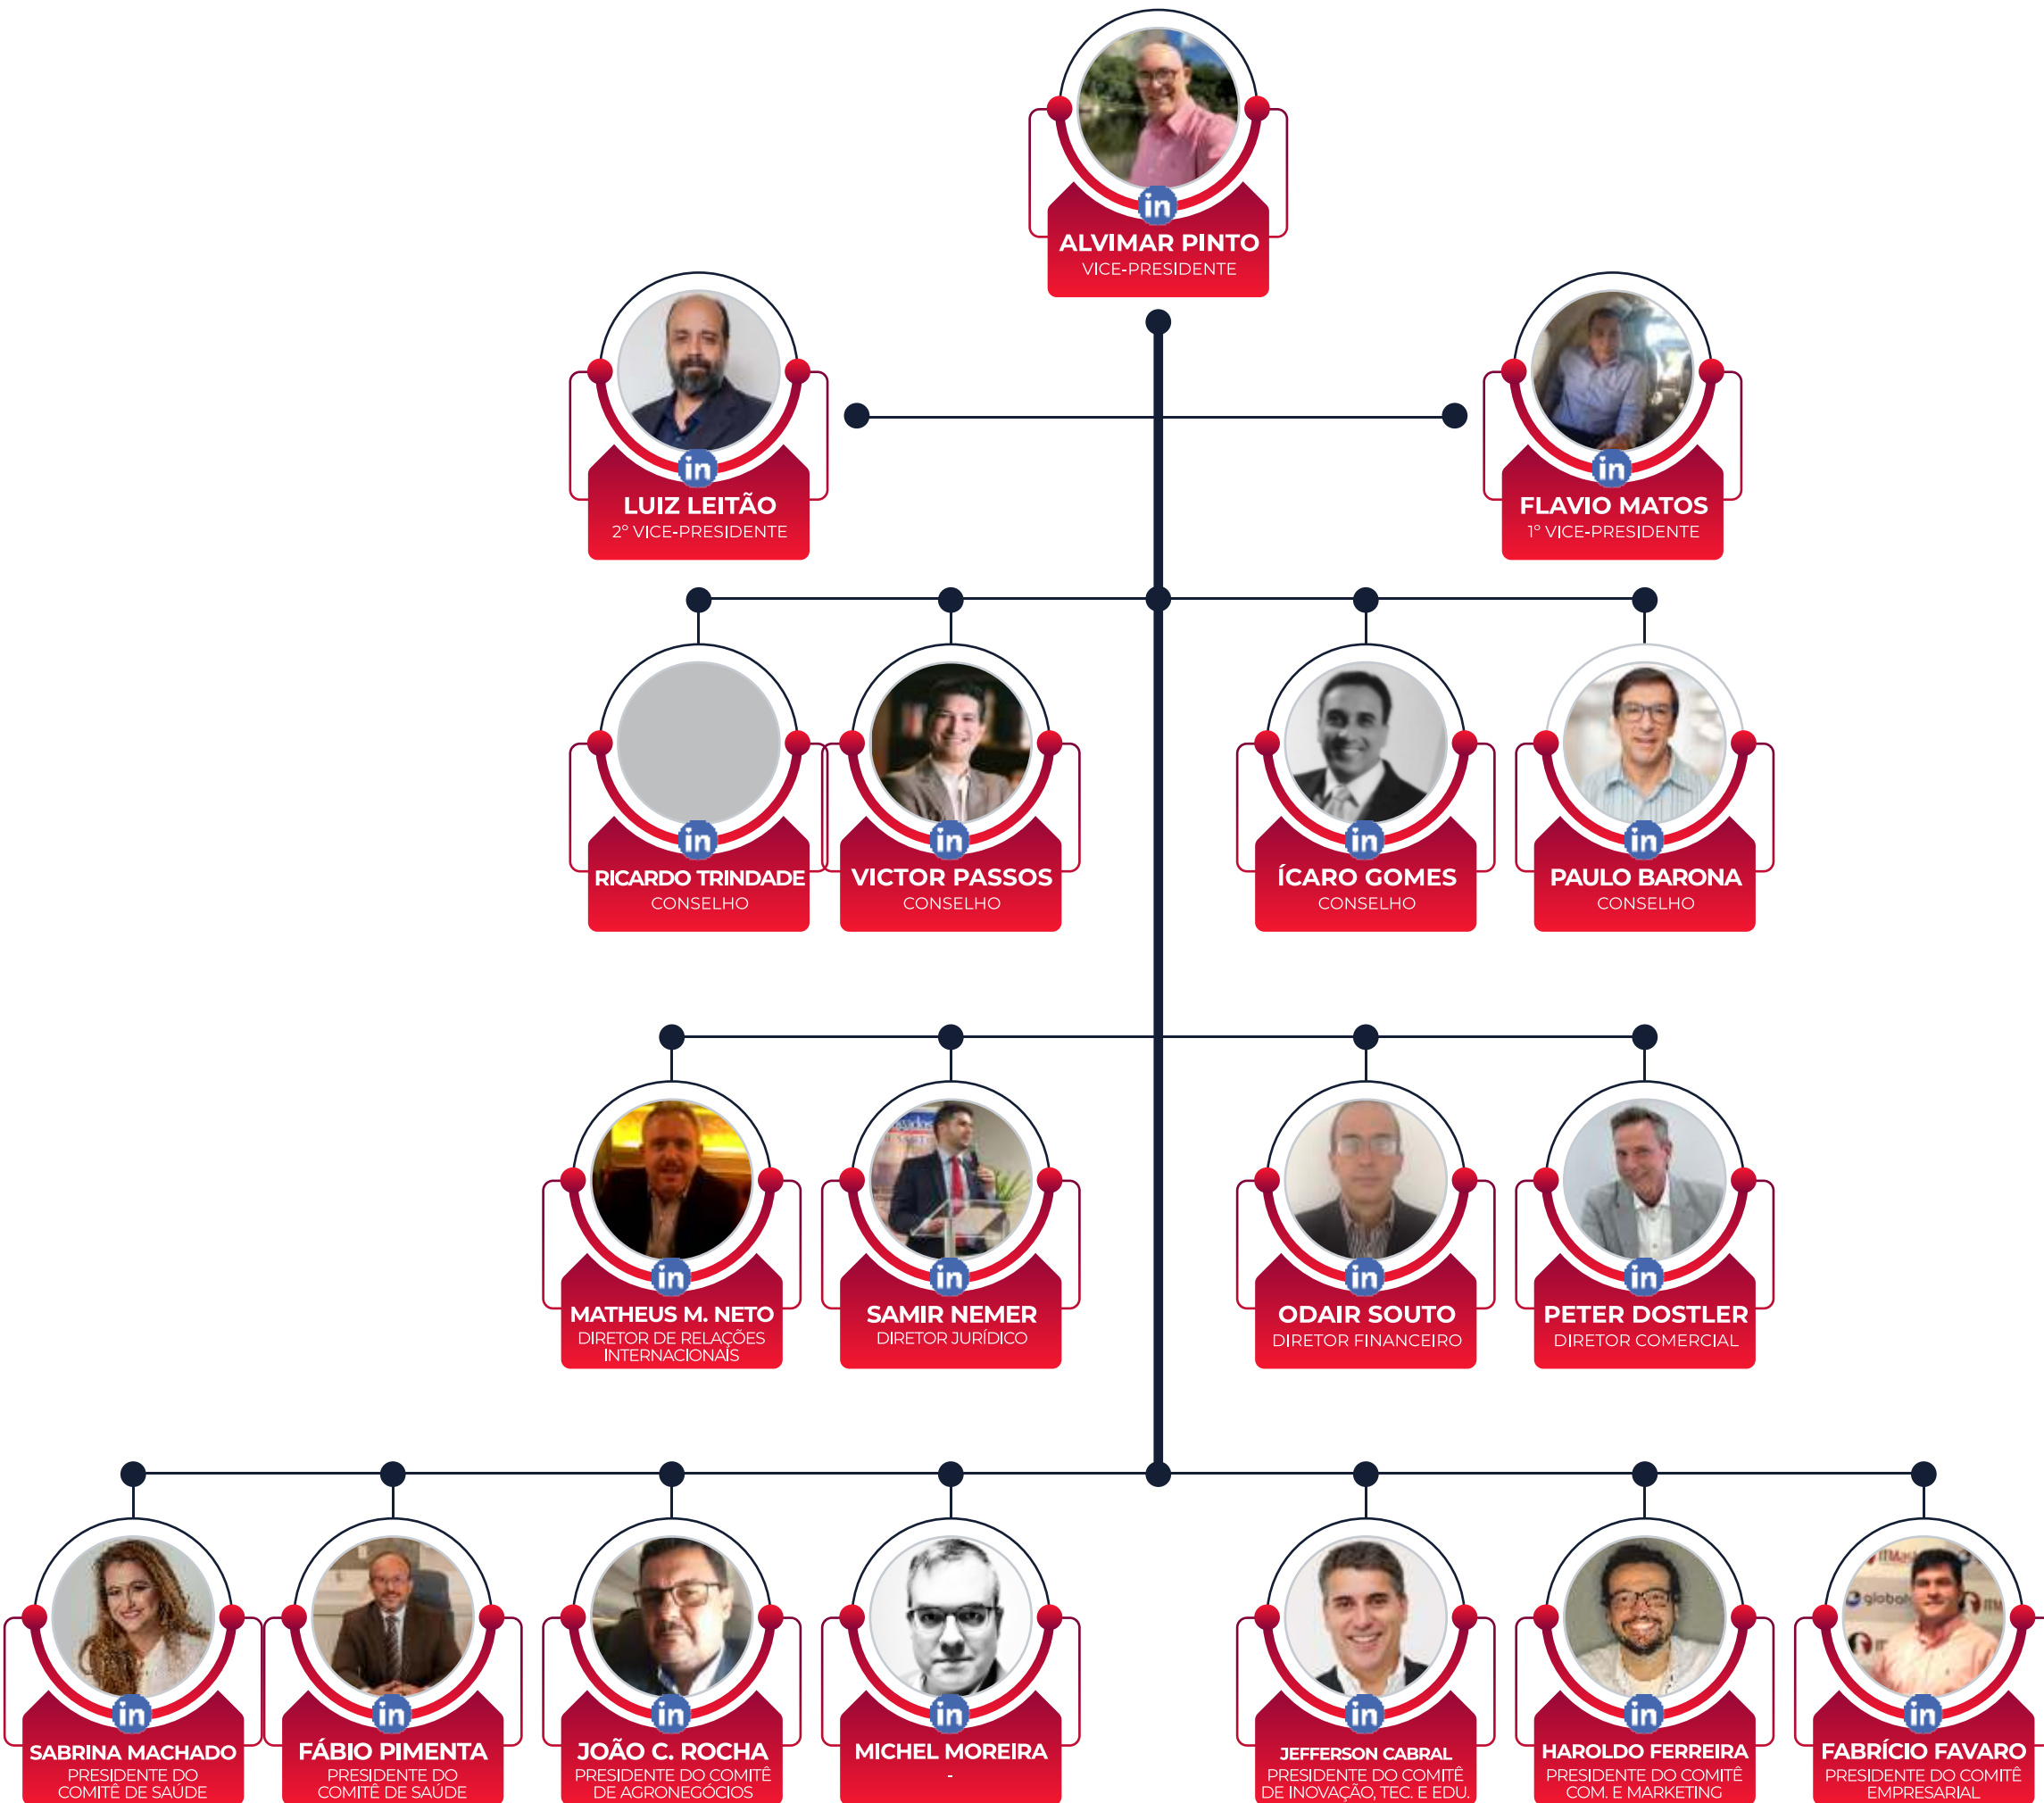 in
ALVIMAR PINTO
VICE-PRESIDENTE
in
LUIZ LEITÃO
2º VICE-PRESIDENTE
in
FLAVIO MATOS
1º VICE-PRESIDENTE
in
RICARDO TRINDADE
CONSELHO
in
VICTOR PASSOS
CONSELHO
in
ÍCARO GOMES
CONSELHO
in
PAULO BARONA
CONSELHO
in
MATHEUS M. NETO
DIRETOR DE RELAÇÕES
INTERNACIONAIS
in
SAMIR NEMER
DIRETOR JURÍDICO
in
ODAIR SOUTO
DIRETOR FINANCEIRO
in
PETER DOSTLER
DIRETOR COMERCIAL
in
SABRINA MACHADO
PRESIDENTE DO
COMITÊ DE SAÚDE
in
FÁBIO PIMENTA
PRESIDENTE DO
COMITÊ DE SAÚDE
in
JOÃO C. ROCHA
PRESIDENTE DO COMITÊ
DE AGRONEGÓCIOS
in
MICHEL MOREIRA
-
in
JEFFERSON CABRAL
PRESIDENTE DO COMITÊ
DE INOVAÇÃO, TEC. E EDU.
in
HAROLDO FERREIRA
PRESIDENTE DO COMITÊ
COM. E MARKETING
in
FABRÍCIO FAVARO
PRESIDENTE DO COMITÊ
EMPRESARIAL